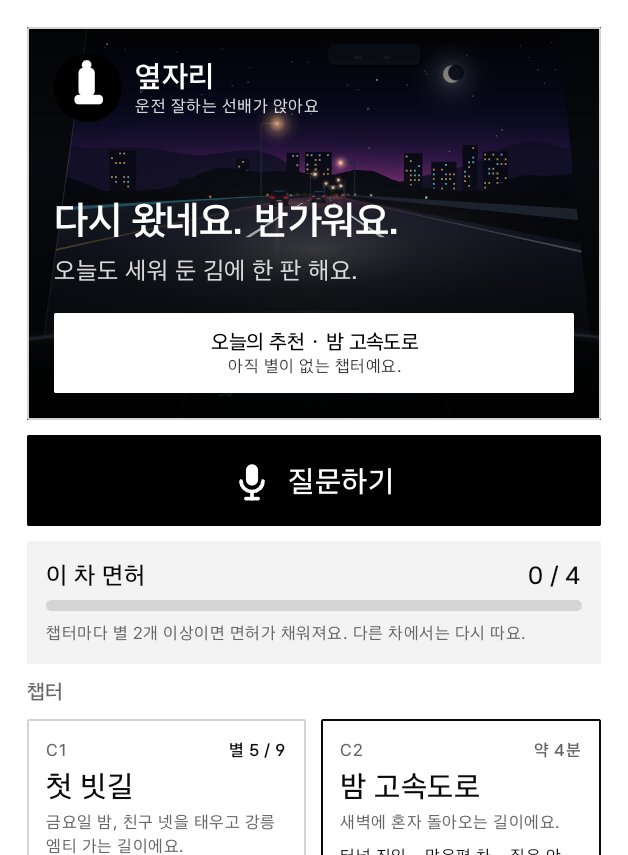 옆자리
운전 잘하는 선배가 앉아요
다시 왔네요. 반가워요.
오늘도 세워 둔 김에 한 판 해요.
오늘의 추천 · 밤 고속도로
아직 별이 없는 챕터예요.
질문하기
이 차 면허
0 / 4
챕터마다 별 2개 이상이면 면허가 채워져요. 다른 차에서는 다시 따요.
챕터
C1
별 5 / 9
첫 빗길
금요일 밤, 친구 넷을 태우고 강릉
엠티 가는 길이에요.
C2
약 4분
밤 고속도로
새벽에 혼자 돌아오는 길이에요.